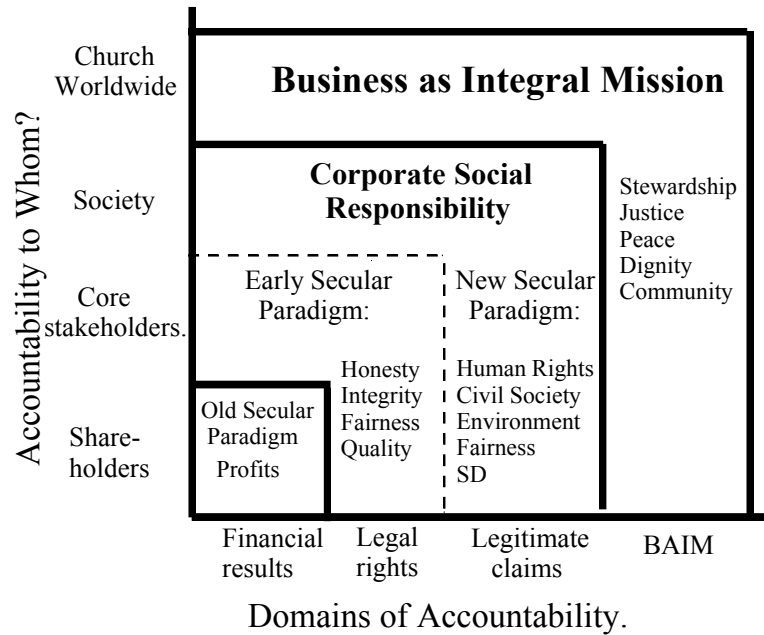 Accountability to Whom?
Church
Worldwide
Society
Core
stakeholders.
Share-
holders
Business as Integral Mission
Corporate Social
Responsibility
Stewardship
Justice
Peace
Dignity
Community
Early Secular
Paradigm:
New Secular
Paradigm:
Honesty
Integrity
Fairness
Quality
Human Rights
Civil Society
Environment
Fairness
SD
Old Secular
Paradigm
Profits
Financial
results
Legal
rights
Legitimate
claims
BAIM
Domains of Accountability.